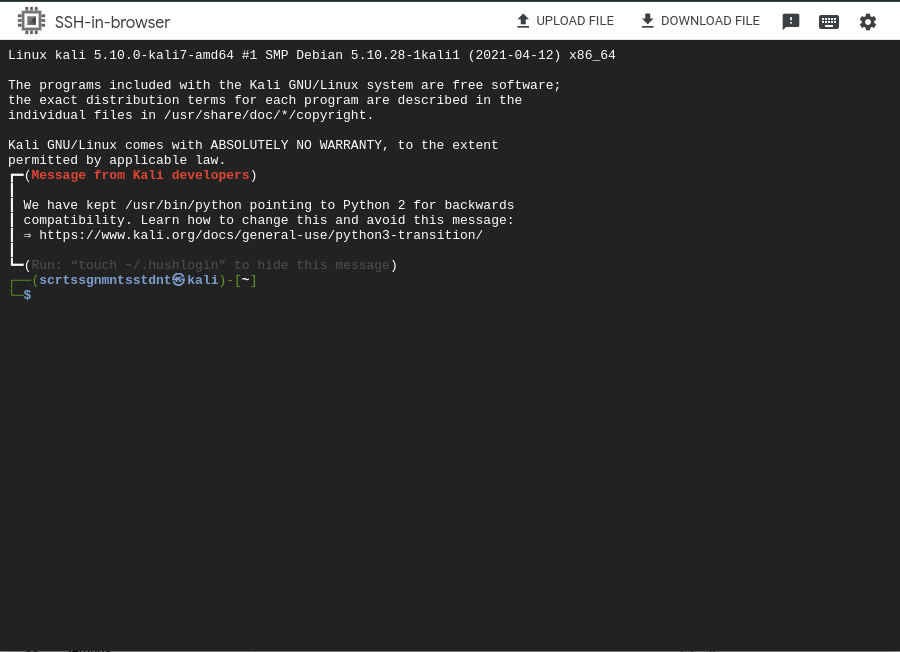 SSH-in-browser
UPLOAD FILE
DOWNLOAD FILE
Linux kali 5.10.0-kali7-amd64 #1 SMP Debian 5.10.28-1kali1 (2021-04-12) x86_64
The programs included with the Kali GNU/Linux system are free software;
the exact distribution terms for each program are described in the
individual files in /usr/share/doc/*/copyright.
Kali GNU/Linux comes with ABSOLUTELY NO WARRANTY, to the extent
permitted by applicable law.
┏━(Message from Kali developers)
┃
┃ We have kept /usr/bin/python pointing to Python 2 for backwards
┃ compatibility. Learn how to change this and avoid this message:
┃ ⇒ https://www.kali.org/docs/general-use/python3-transition/
┃
┗━(Run: “touch ~/.hushlogin” to hide this message)
┌──(scrtssgnmntsstdnt㉿kali)-[~]
└─$